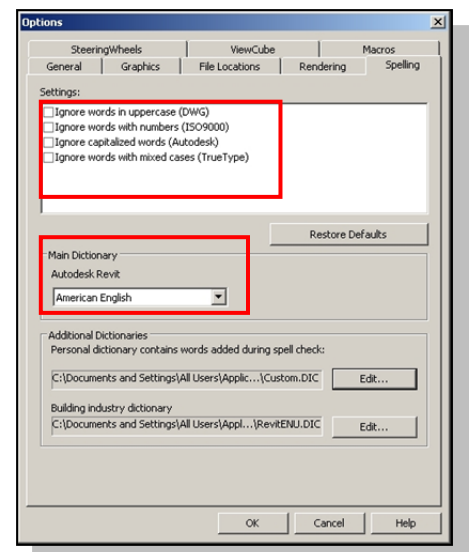 Options
SteeringWheels ViewCube Macros
General Graphics File Locations Rendering Spelling
Settings:
Ignore words in uppercase (DWG)
Ignore words with numbers (ISO9000)
Ignore capitalized words (Autodesk)
Ignore words with mixed cases (TrueType)
Restore Defaults
Main Dictionary
Autodesk Revit
American English
Additional Dictionaries
Personal dictionary contains words added during spell check:
C:\Documents and Settings\All Users\Applic...\Custom.DIC Edit...
Building industry dictionary
C:\Documents and Settings\All Users\Appl...\RevitENU.DIC Edit...
OK Cancel Help